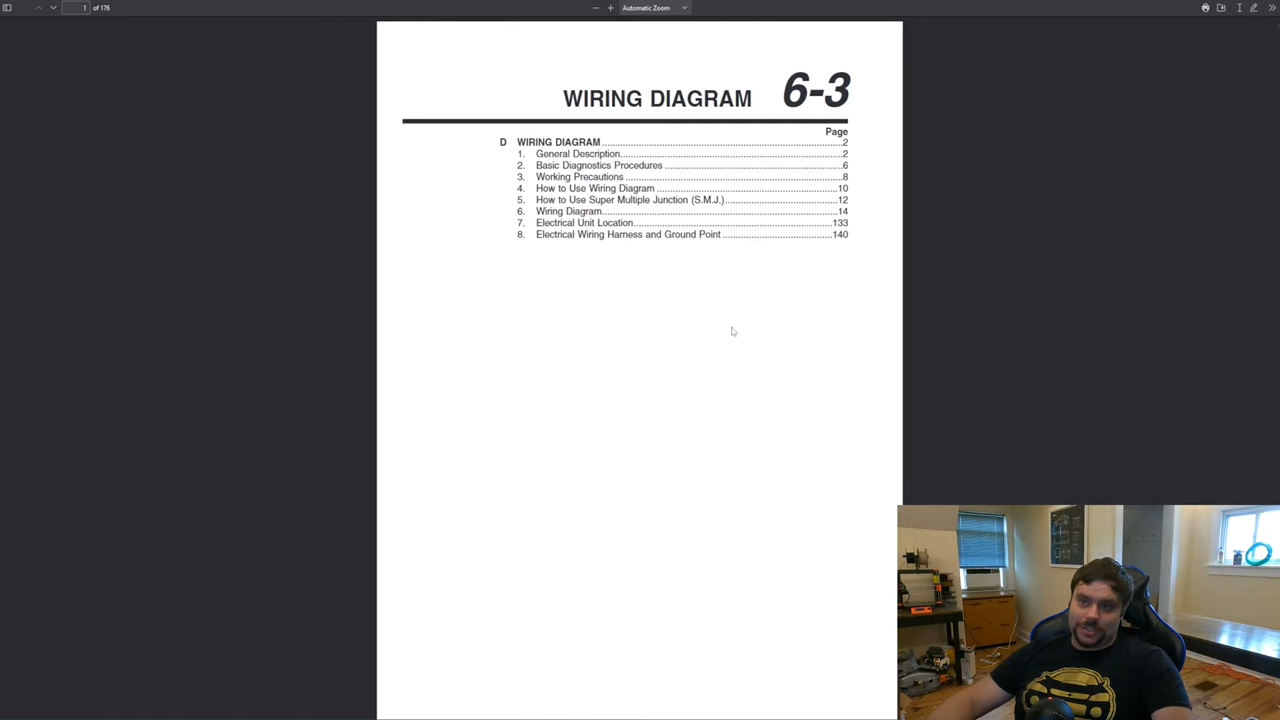 1 of 176
Automatic Zoom
WIRING DIAGRAM 6-3
Page
D WIRING DIAGRAM ........................................................................................2
1. General Description...............................................................................2
2. Basic Diagnostics Procedures ................................................................6
3. Working Precautions .............................................................................8
4. How to Use Wiring Diagram ..................................................................10
5. How to Use Super Multiple Junction (S.M.J.)...........................................12
6. Wiring Diagram....................................................................................14
7. Electrical Unit Location.........................................................................133
8. Electrical Wiring Harness and Ground Point ............................................140